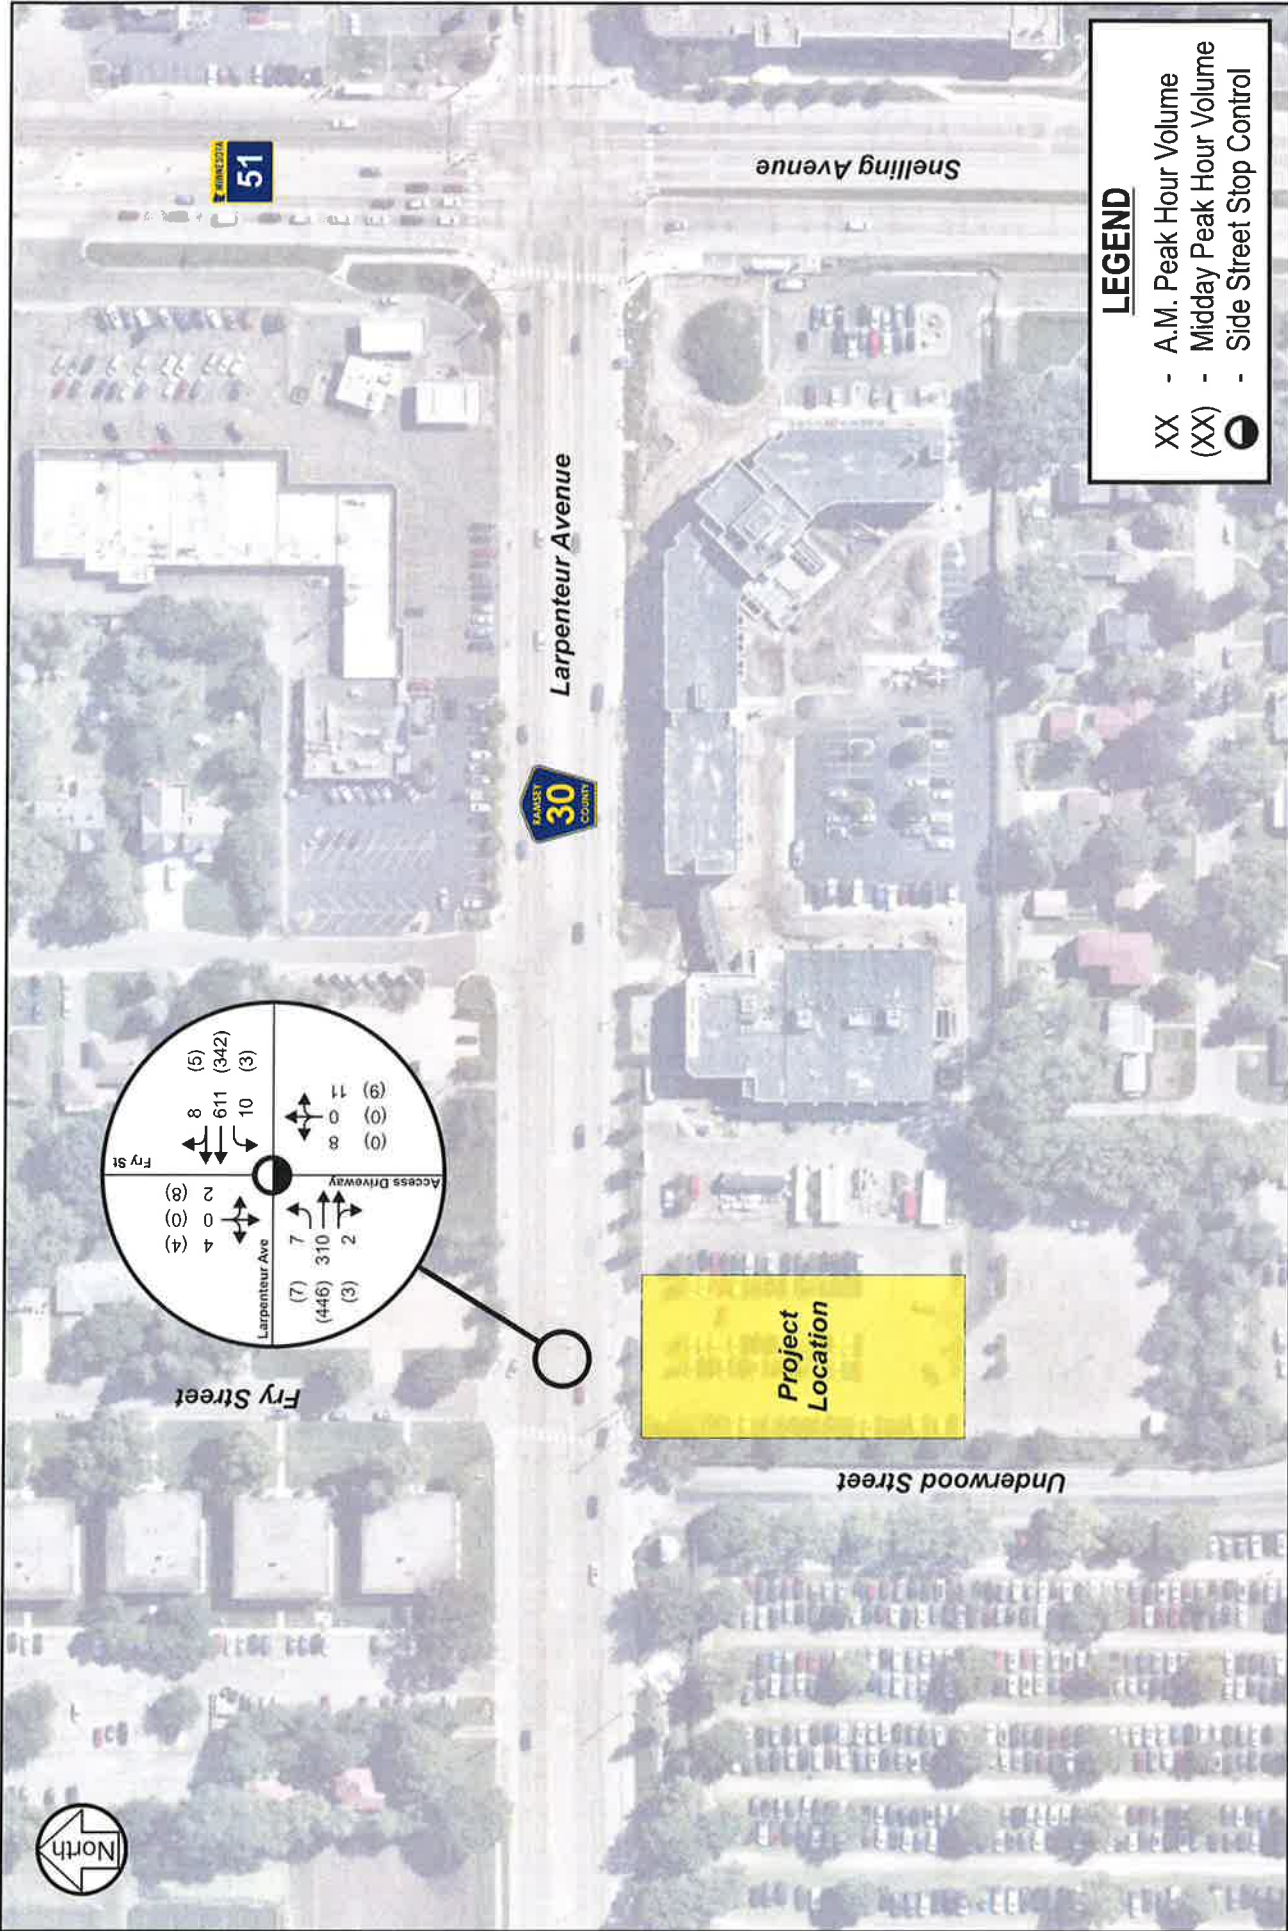 North
MINNESOTA
51
Snelling Avenue
Larpenteur Avenue
RAMSEY
30
COUNTY
Fry Street
Underwood Street
Project
Location
Fry St
Larpenteur Ave
Access Driveway
4 0 2
(4) (0) (8)
8 (5)
611 (342)
10 (3)
(7) 7
(446) 310
(3) 2
8 0 11
(0) (0) (9)
LEGEND
XX - A.M. Peak Hour Volume
(XX) - Midday Peak Hour Volume
- Side Street Stop Control